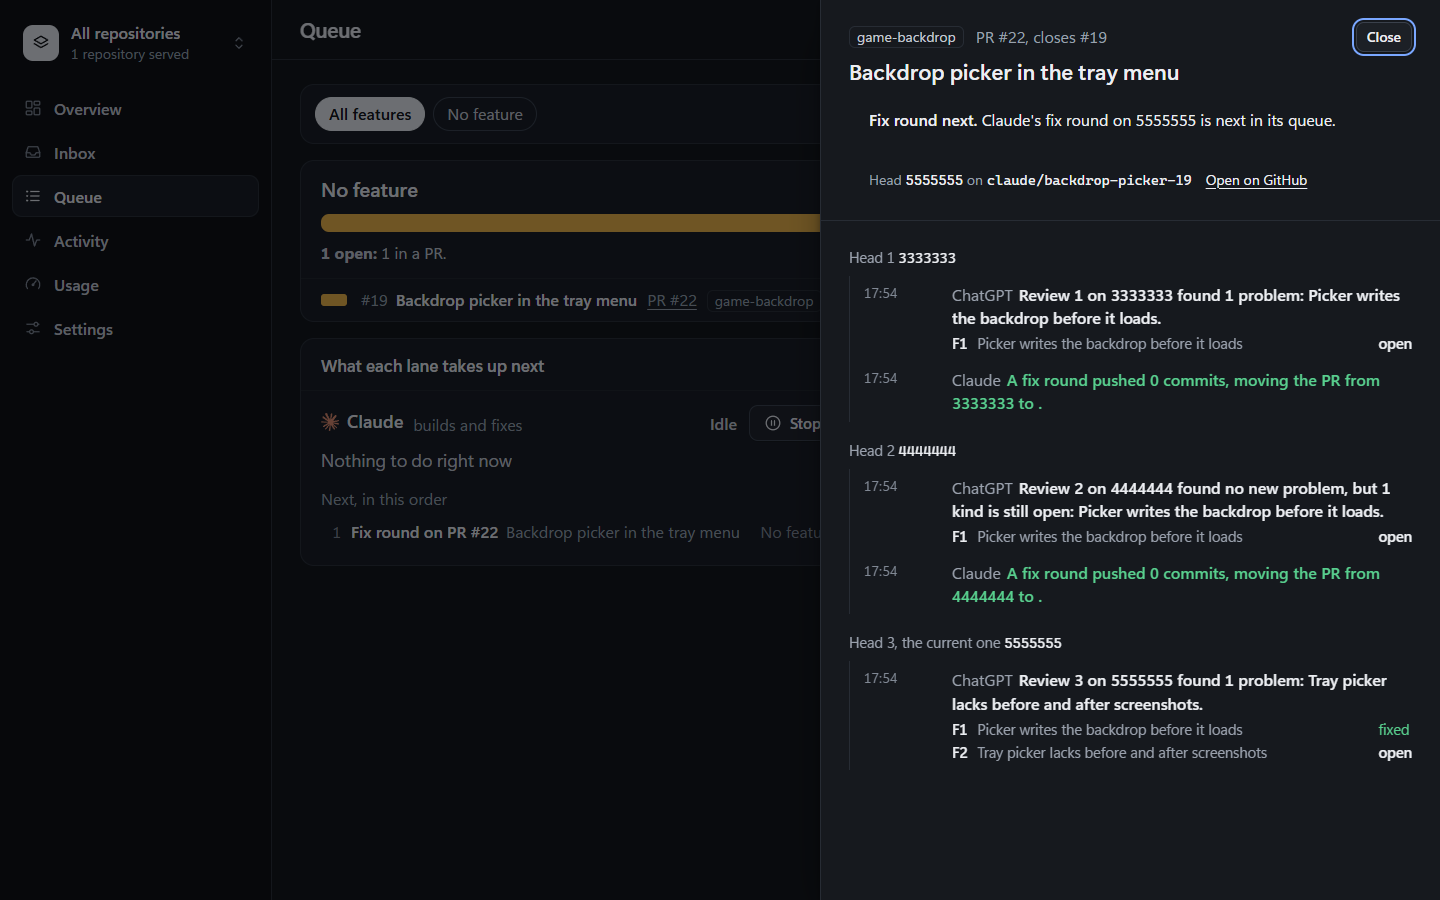 All repositories
1 repository served
Overview
Inbox
Queue
Activity
Usage
Settings
Queue
All features
No feature
No feature
1 open: 1 in a PR.
#19 Backdrop picker in the tray menu PR #22 game-backdrop
What each lane takes up next
Claude builds and fixes Idle Stop
Nothing to do right now
Next, in this order
1 Fix round on PR #22 Backdrop picker in the tray menu No featu
game-backdrop PR #22, closes #19 Close
Backdrop picker in the tray menu
Fix round next. Claude's fix round on 5555555 is next in its queue.
Head 5555555 on claude/backdrop-picker-19 Open on GitHub
Head 1 3333333
17:54 ChatGPT Review 1 on 3333333 found 1 problem: Picker writes
the backdrop before it loads.
F1 Picker writes the backdrop before it loads open
17:54 Claude A fix round pushed 0 commits, moving the PR from
3333333 to .
Head 2 4444444
17:54 ChatGPT Review 2 on 4444444 found no new problem, but 1
kind is still open: Picker writes the backdrop before it loads.
F1 Picker writes the backdrop before it loads open
17:54 Claude A fix round pushed 0 commits, moving the PR from
4444444 to .
Head 3, the current one 5555555
17:54 ChatGPT Review 3 on 5555555 found 1 problem: Tray picker
lacks before and after screenshots.
F1 Picker writes the backdrop before it loads fixed
F2 Tray picker lacks before and after screenshots open